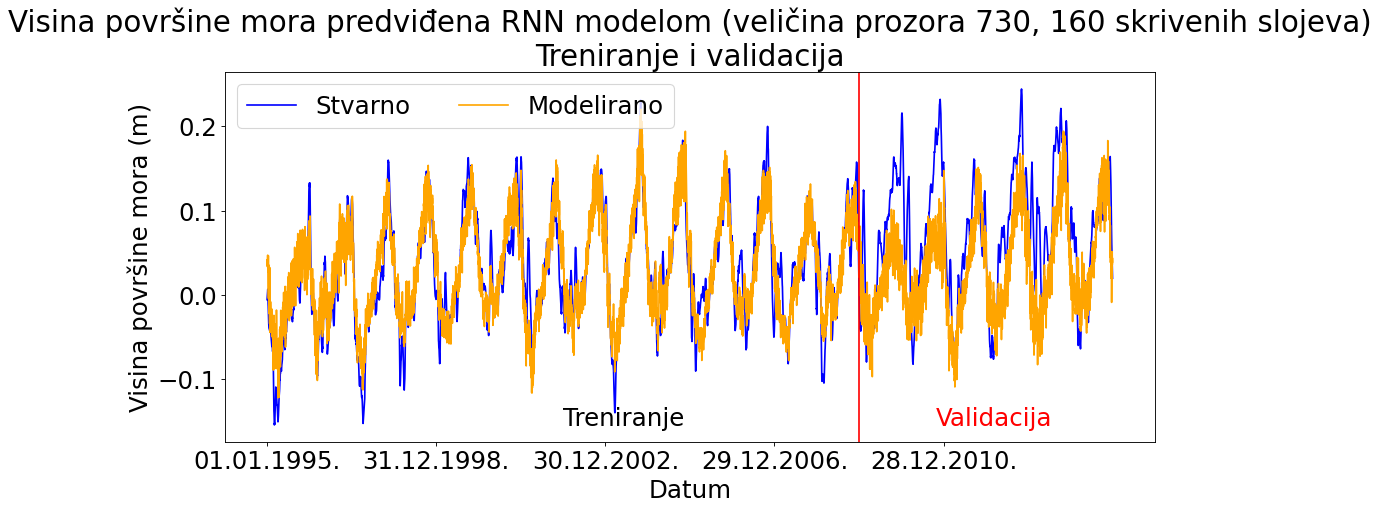 Visina površine mora predviđena RNN modelom (veličina prozora 730, 160 skrivenih slojeva)
Treniranje i validacija
Stvarno
Modelirano
Visina površine mora (m)
0.2
0.1
0.0
−0.1
Treniranje
Validacija
01.01.1995.
31.12.1998.
30.12.2002.
29.12.2006.
28.12.2010.
Datum